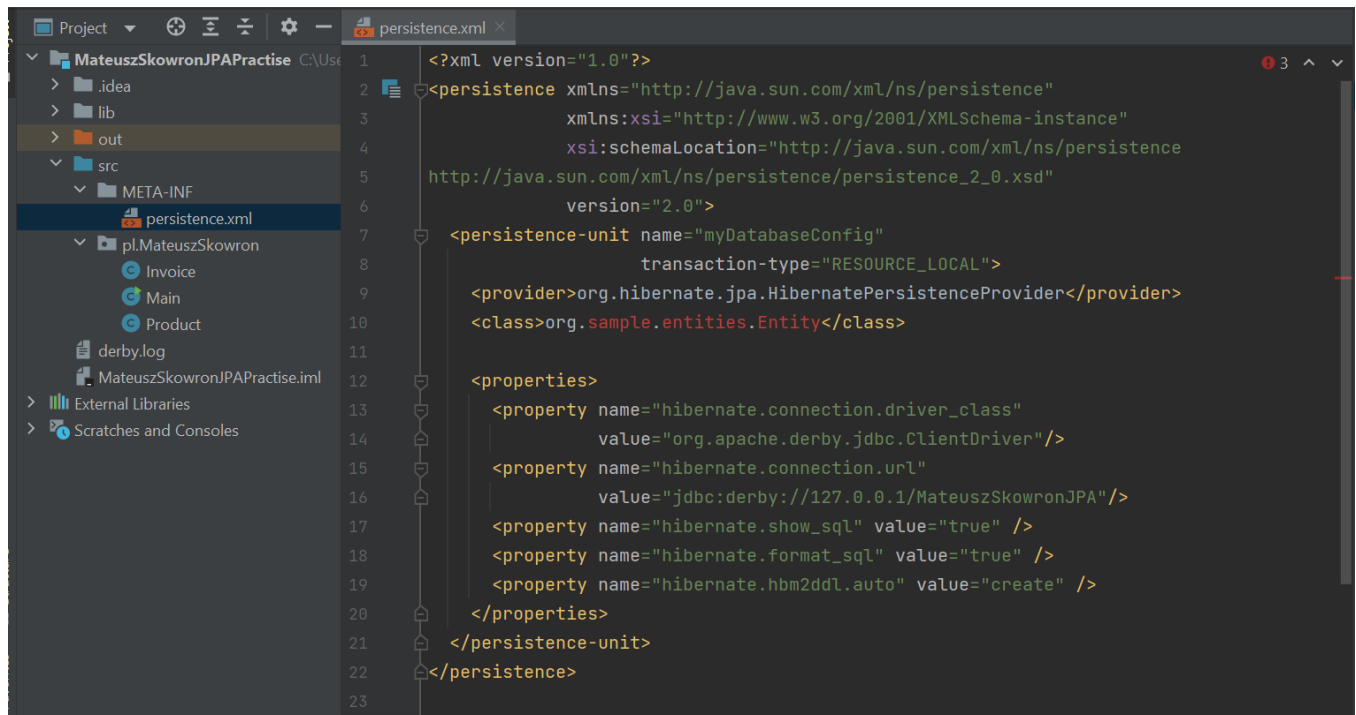 Project
persistence.xml
MateuszSkowronJPAPractise C:\Use
.idea
lib
out
src
META-INF
persistence.xml
pl.MateuszSkowron
Invoice
Main
Product
derby.log
MateuszSkowronJPAPractise.iml
External Libraries
Scratches and Consoles
3
1 <?xml version="1.0"?>
2 <persistence xmlns="http://java.sun.com/xml/ns/persistence"
3 xmlns:xsi="http://www.w3.org/2001/XMLSchema-instance"
4 xsi:schemaLocation="http://java.sun.com/xml/ns/persistence
5 http://java.sun.com/xml/ns/persistence/persistence_2_0.xsd"
6 version="2.0">
7 <persistence-unit name="myDatabaseConfig"
8 transaction-type="RESOURCE_LOCAL">
9 <provider>org.hibernate.jpa.HibernatePersistenceProvider</provider>
10 <class>org.sample.entities.Entity</class>
11
12 <properties>
13 <property name="hibernate.connection.driver_class"
14 value="org.apache.derby.jdbc.ClientDriver"/>
15 <property name="hibernate.connection.url"
16 value="jdbc:derby://127.0.0.1/MateuszSkowronJPA"/>
17 <property name="hibernate.show_sql" value="true" />
18 <property name="hibernate.format_sql" value="true" />
19 <property name="hibernate.hbm2ddl.auto" value="create" />
20 </properties>
21 </persistence-unit>
22 </persistence>
23